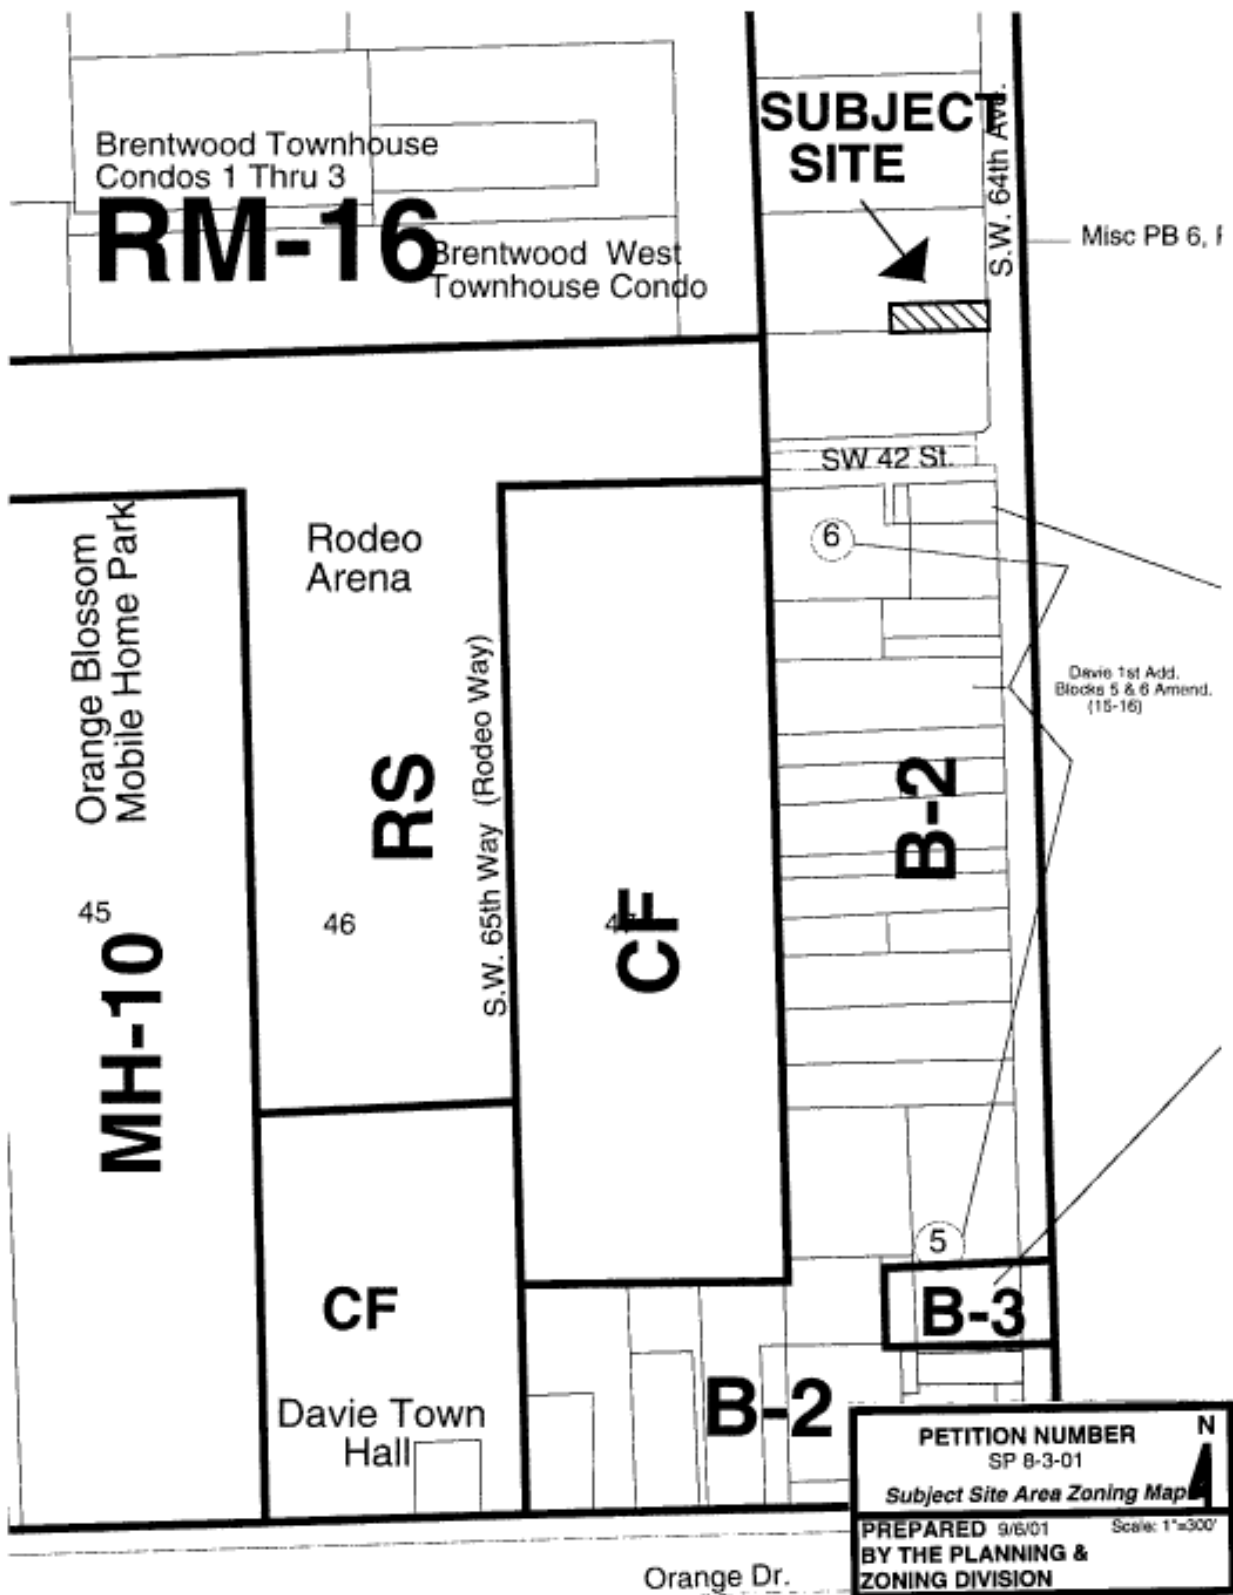 SUBJECT
SITE
S.W. 64th Ave.
Brentwood Townhouse
Condos 1 Thru 3
RM-16
Brentwood West
Townhouse Condo
Misc PB 6,
SW 42 St.
6
Rodeo
Arena
Orange Blossom
Mobile Home Park
S.W. 65th Way (Rodeo Way)
Davie 1st Add.
Blocks 5 & 6 Amend.
(15-16)
RS
B-2
45
46
CF
MH-10
5
B-3
CF
B-2
Davie Town
Hall
PETITION NUMBER
SP 8-3-01
N
Subject Site Area Zoning Map
PREPARED 9/6/01
Scale: 1"=300'
BY THE PLANNING &
ZONING DIVISION
Orange Dr.